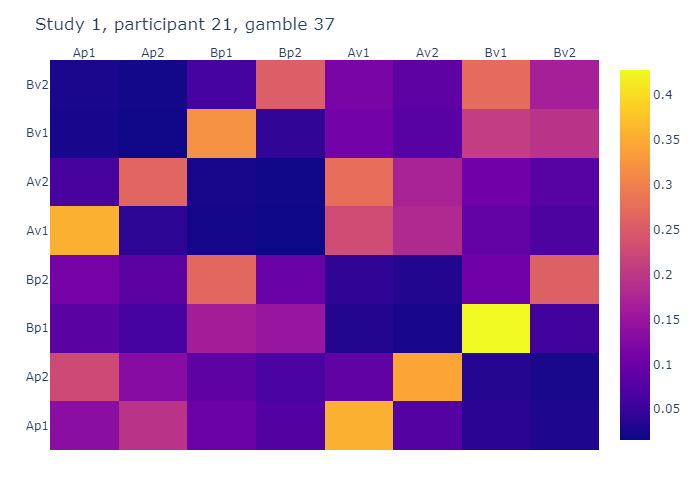 Study 1, participant 21, gamble 37
Ap1 Ap2 Bp1 Bp2 Av1 Av2 Bv1 Bv2
Bv2
Bv1
Av2
Av1
Bp2
Bp1
Ap2
Ap1
0.4
0.35
0.3
0.25
0.2
0.15
0.1
0.05